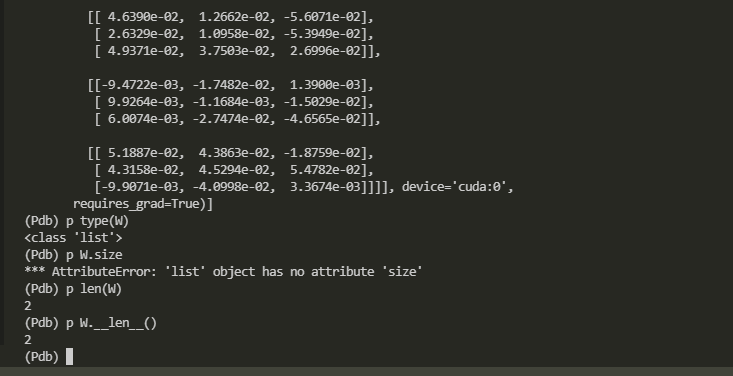 [[ 4.6390e-02,  1.2662e-02, -5.6071e-02],
[ 2.6329e-02,  1.0958e-02, -5.3949e-02],
[ 4.9371e-02,  3.7503e-02,  2.6996e-02]],
[[-9.4722e-03, -1.7482e-02,  1.3900e-03],
[ 9.9264e-03, -1.1684e-03, -1.5029e-02],
[ 6.0074e-03, -2.7474e-02, -4.6565e-02]],
[[ 5.1887e-02,  4.3863e-02, -1.8759e-02],
[ 4.3158e-02,  4.5294e-02,  5.4782e-02],
[-9.9071e-03, -4.0998e-02,  3.3674e-03]]]], device='cuda:0',
requires_grad=True)]
(Pdb) p type(W)
<class 'list'>
(Pdb) p W.size
*** AttributeError: 'list' object has no attribute 'size'
(Pdb) p len(W)
2
(Pdb) p W.__len__()
2
(Pdb)